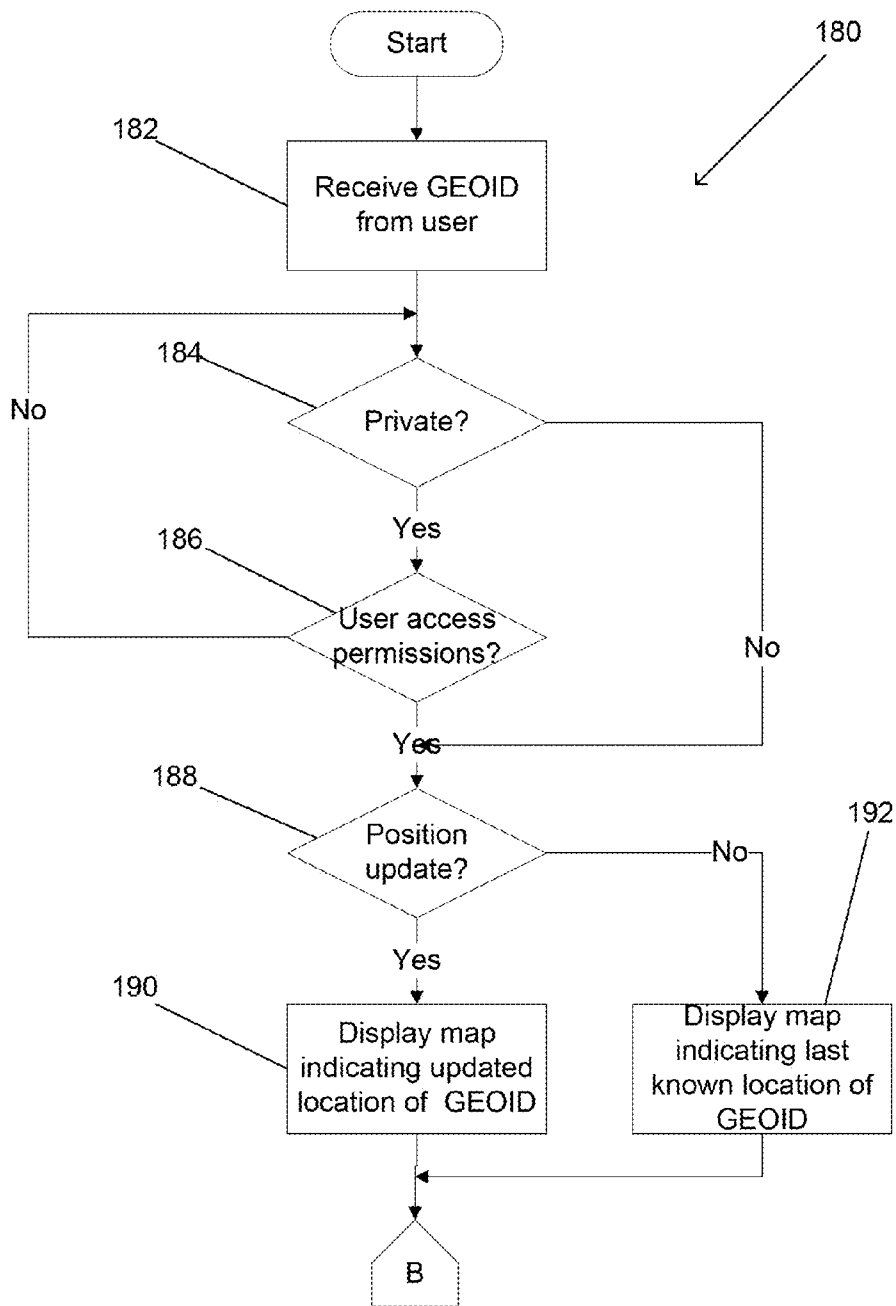 Start
180
182
Receive GEOID
from user
184
No
Private?
Yes
186
User access
permissions?
No
Yes
188
Position
update?
192
No
Yes
190
Display map
indicating updated
location of GEOID
Display map
indicating last
known location of
GEOID
B